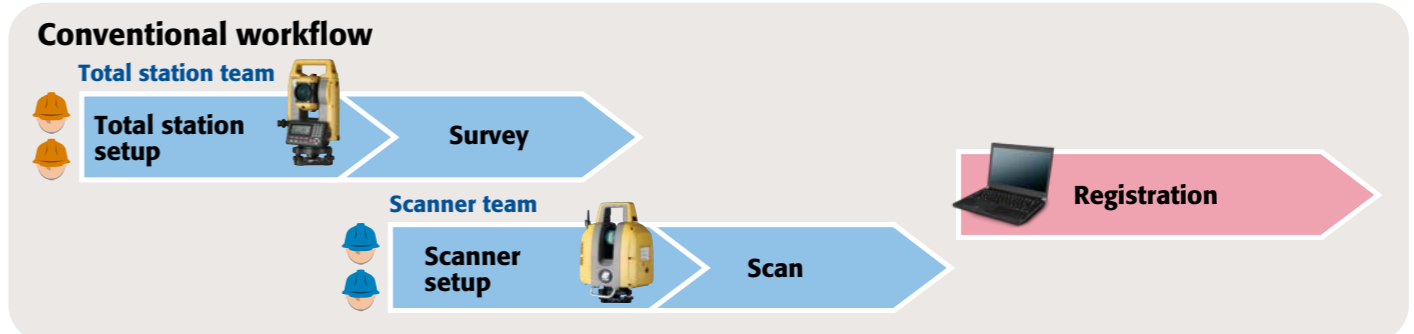 Conventional workflow
Total station team
Total station
setup
Survey
Scanner team
Scanner
setup
Scan
Registration